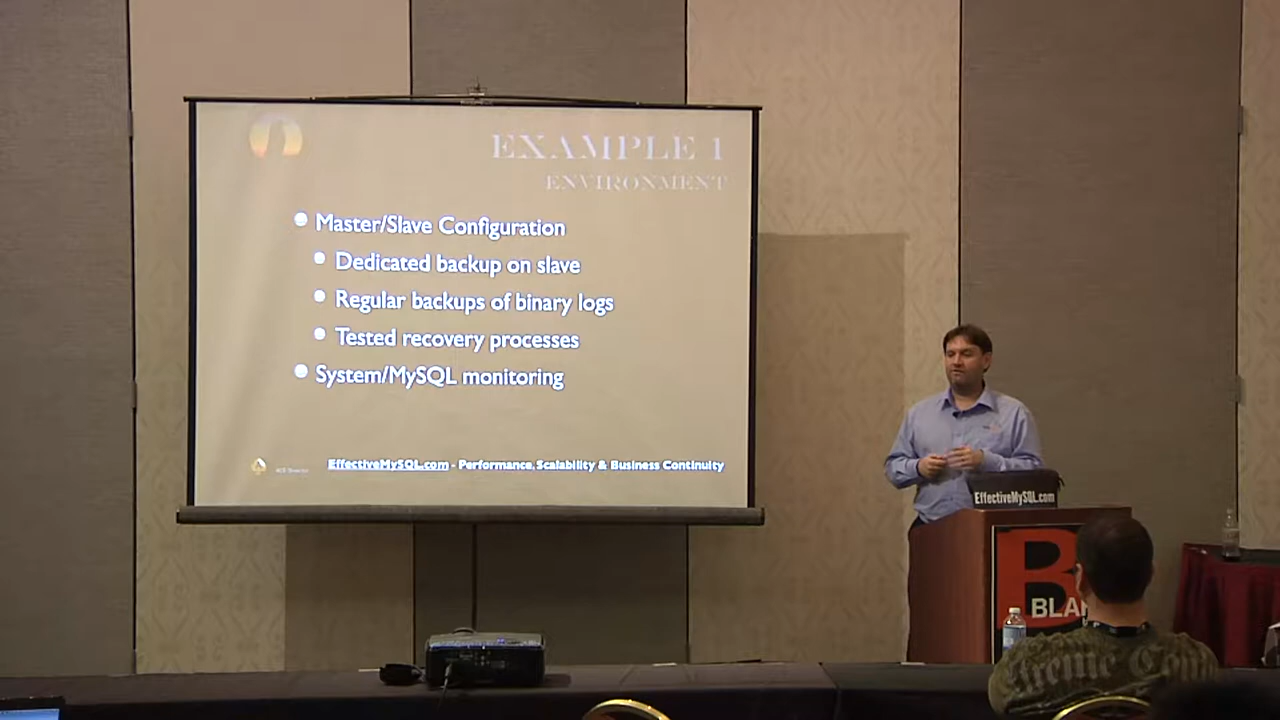 EXAMPLE 1
ENVIRONMENT
Master/Slave Configuration
Dedicated backup on slave
Regular backups of binary logs
Tested recovery processes
System/MySQL monitoring
EffectiveMySQL.com - Performance, Scalability & Business Continuity
EffectiveMySQL.com
B
BLA